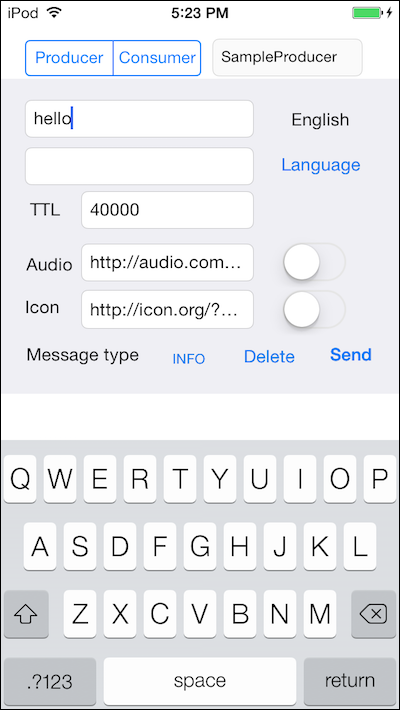 iPod 5:23 PM
Producer Consumer SampleProducer
hello English
Language
TTL 40000
Audio http://audio.com...
Icon http://icon.org/?...
Message type INFO Delete Send
Q W E R T Y U I O P
A S D F G H J K L
Z X C V B N M
.?123 space return